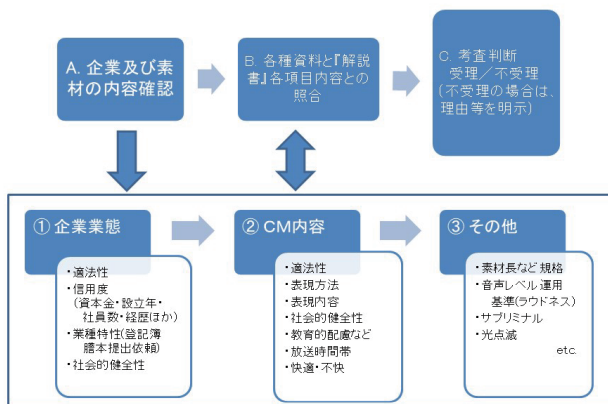 A. 企業及び素
材の内容確認
B. 各種資料と『解説
書』各項目内容との
照合
C. 考査判断
受理／不受理
(不受理の場合は、
理由等を明示)
① 企業業態
・適法性
・信用度
(資本金・設立年・
社員数・経歴ほか)
・業種特性(登記簿
謄本提出依頼)
・社会的健全性
② CM内容
・適法性
・表現方法
・表現内容
・社会的健全性
・教育的配慮など
・放送時間帯
・快適・不快
③ その他
・素材長など規格
・音声レベル運用
基準(ラウドネス)
・サブリミナル
・光点滅
etc.